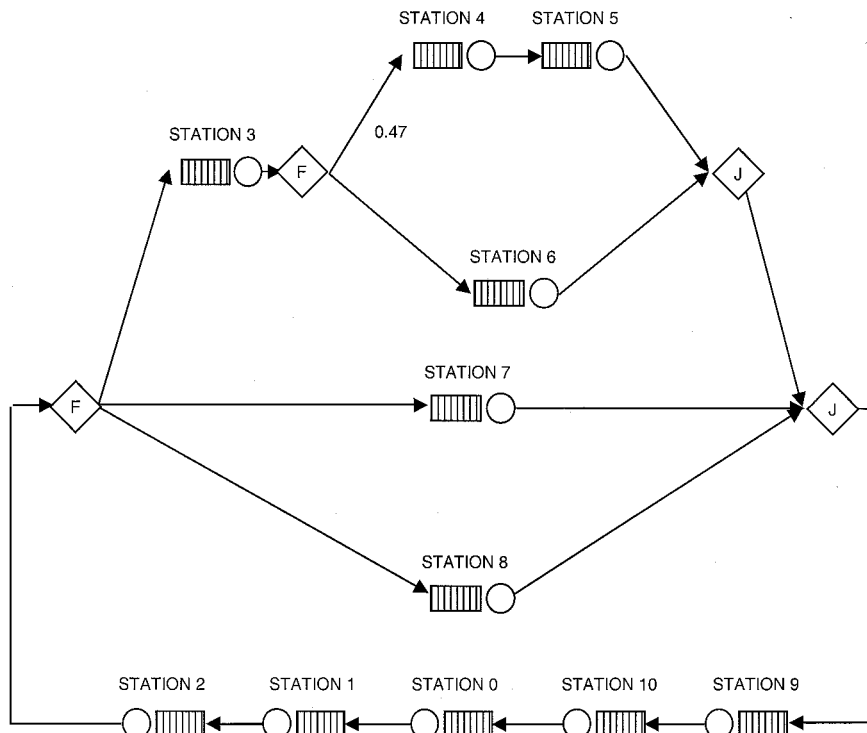 STATION 4
STATION 5
STATION 3
0.47
F
J
STATION 6
STATION 7
F
J
STATION 8
STATION 2
STATION 1
STATION 0
STATION 10
STATION 9